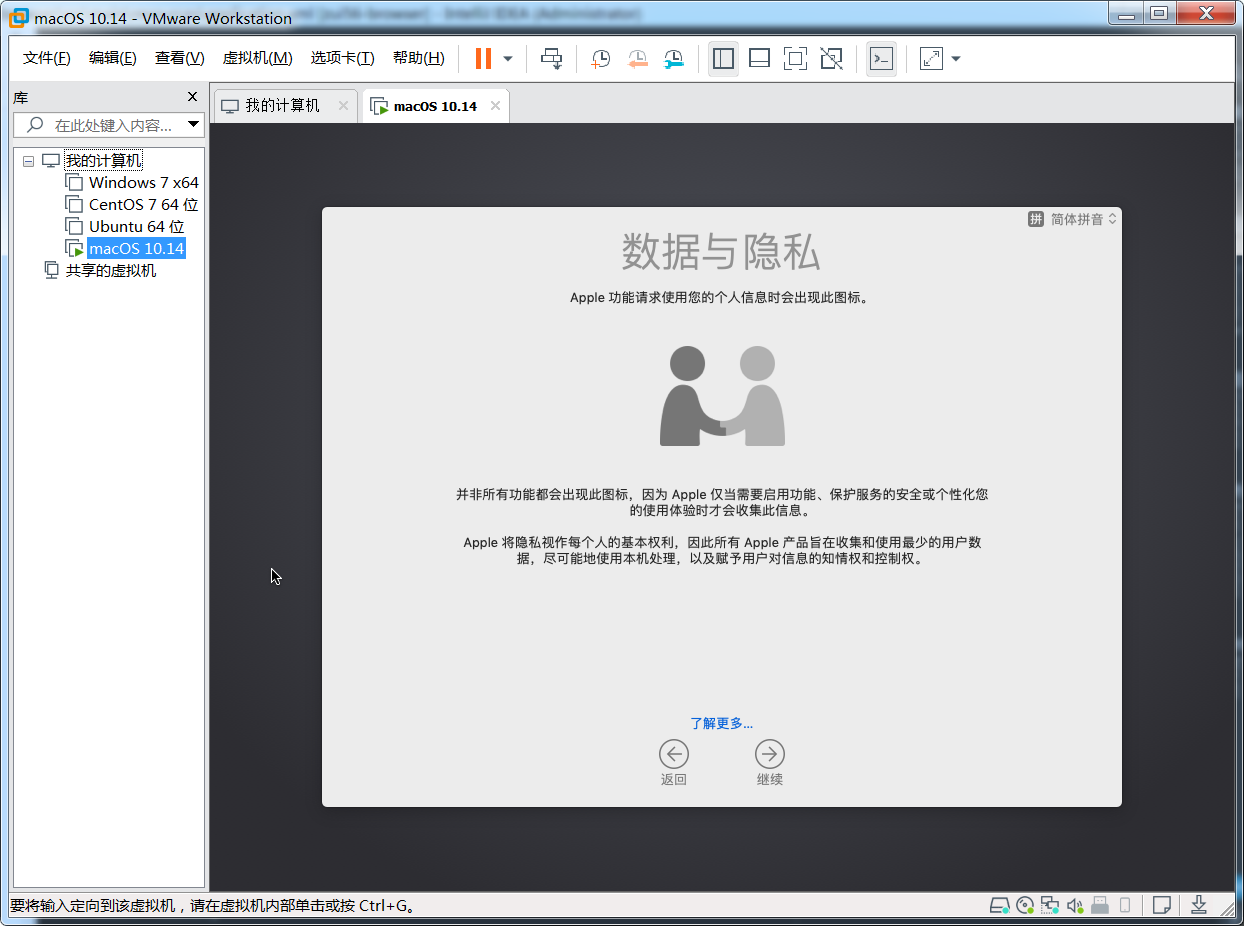 macOS 10.14 - VMware Workstation
文件(F) 编辑(E) 查看(V) 虚拟机(M) 选项卡(T) 帮助(H)
库
在此处键入内容...
我的计算机
Windows 7 x64
CentOS 7 64 位
Ubuntu 64 位
macOS 10.14
共享的虚拟机
我的计算机
macOS 10.14
拼 简体拼音
数据与隐私
Apple 功能请求使用您的个人信息时会出现此图标。
并非所有功能都会出现此图标，因为 Apple 仅当需要启用功能、保护服务的安全或个性化您
的使用体验时才会收集此信息。
Apple 将隐私视作每个人的基本权利，因此所有 Apple 产品旨在收集和使用最少的用户数
据，尽可能地使用本机处理，以及赋予用户对信息的知情权和控制权。
了解更多...
返回
继续
要将输入定向到该虚拟机，请在虚拟机内部单击或按 Ctrl+G。